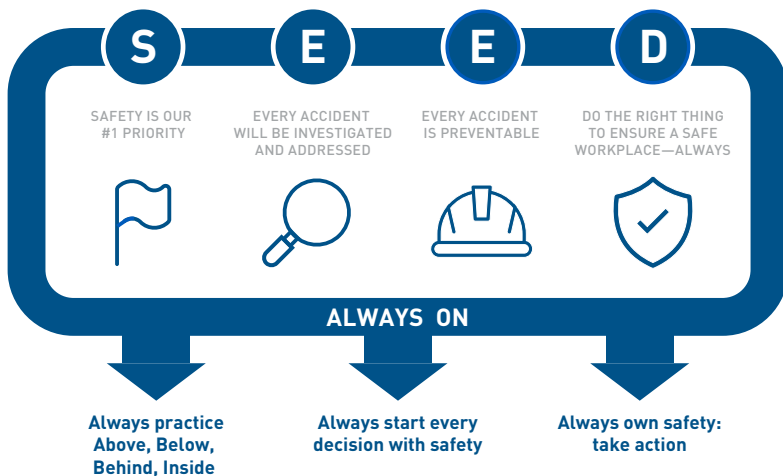 S E E D
SAFETY IS OUR
#1 PRIORITY
EVERY ACCIDENT
WILL BE INVESTIGATED
AND ADDRESSED
EVERY ACCIDENT
IS PREVENTABLE
DO THE RIGHT THING
TO ENSURE A SAFE
WORKPLACE—ALWAYS
ALWAYS ON
Always practice
Above, Below,
Behind, Inside
Always start every
decision with safety
Always own safety:
take action